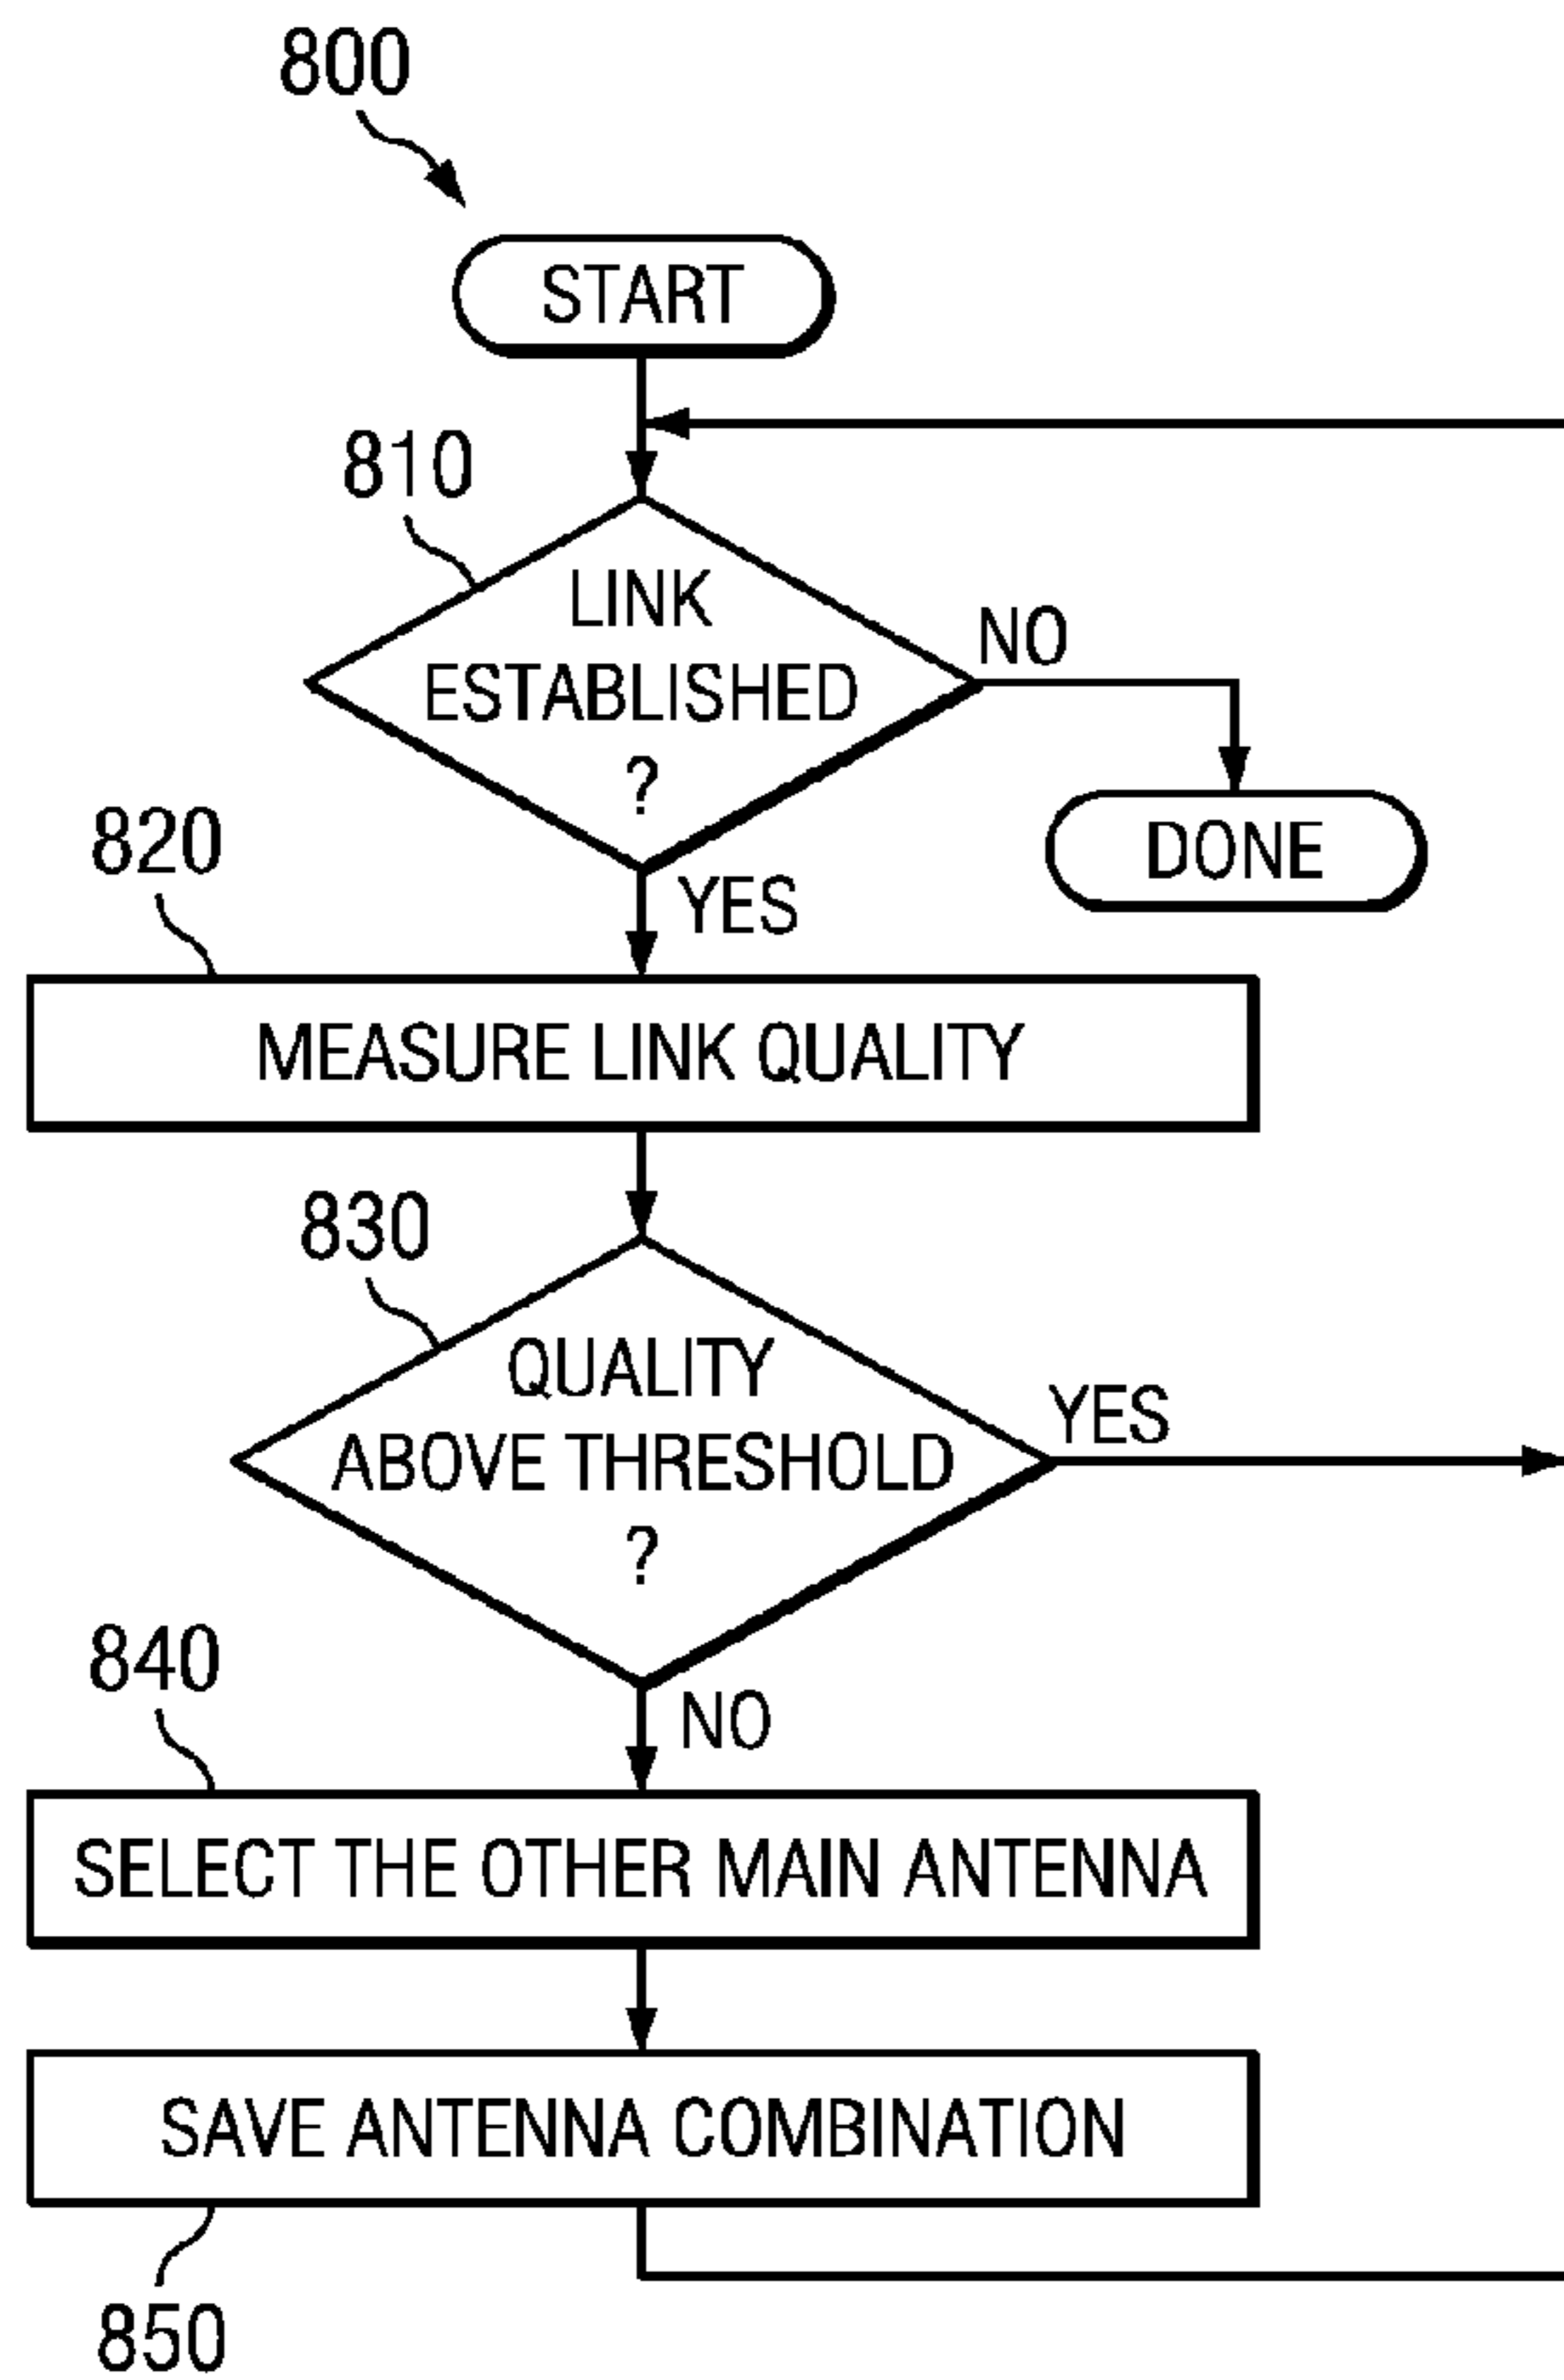 800
START
810
LINK
ESTABLISHED
?
NO
DONE
YES
820
MEASURE LINK QUALITY
830
QUALITY
ABOVE THRESHOLD
?
YES
NO
840
SELECT THE OTHER MAIN ANTENNA
SAVE ANTENNA COMBINATION
850